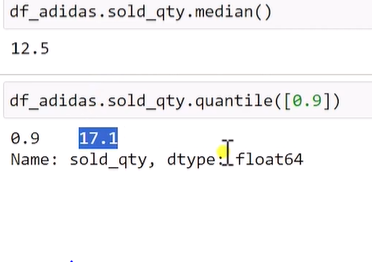 df_adidas.sold_qty.median()
12.5
df_adidas.sold_qty.quantile([0.9])
0.9    17.1
Name: sold_qty, dtype: float64